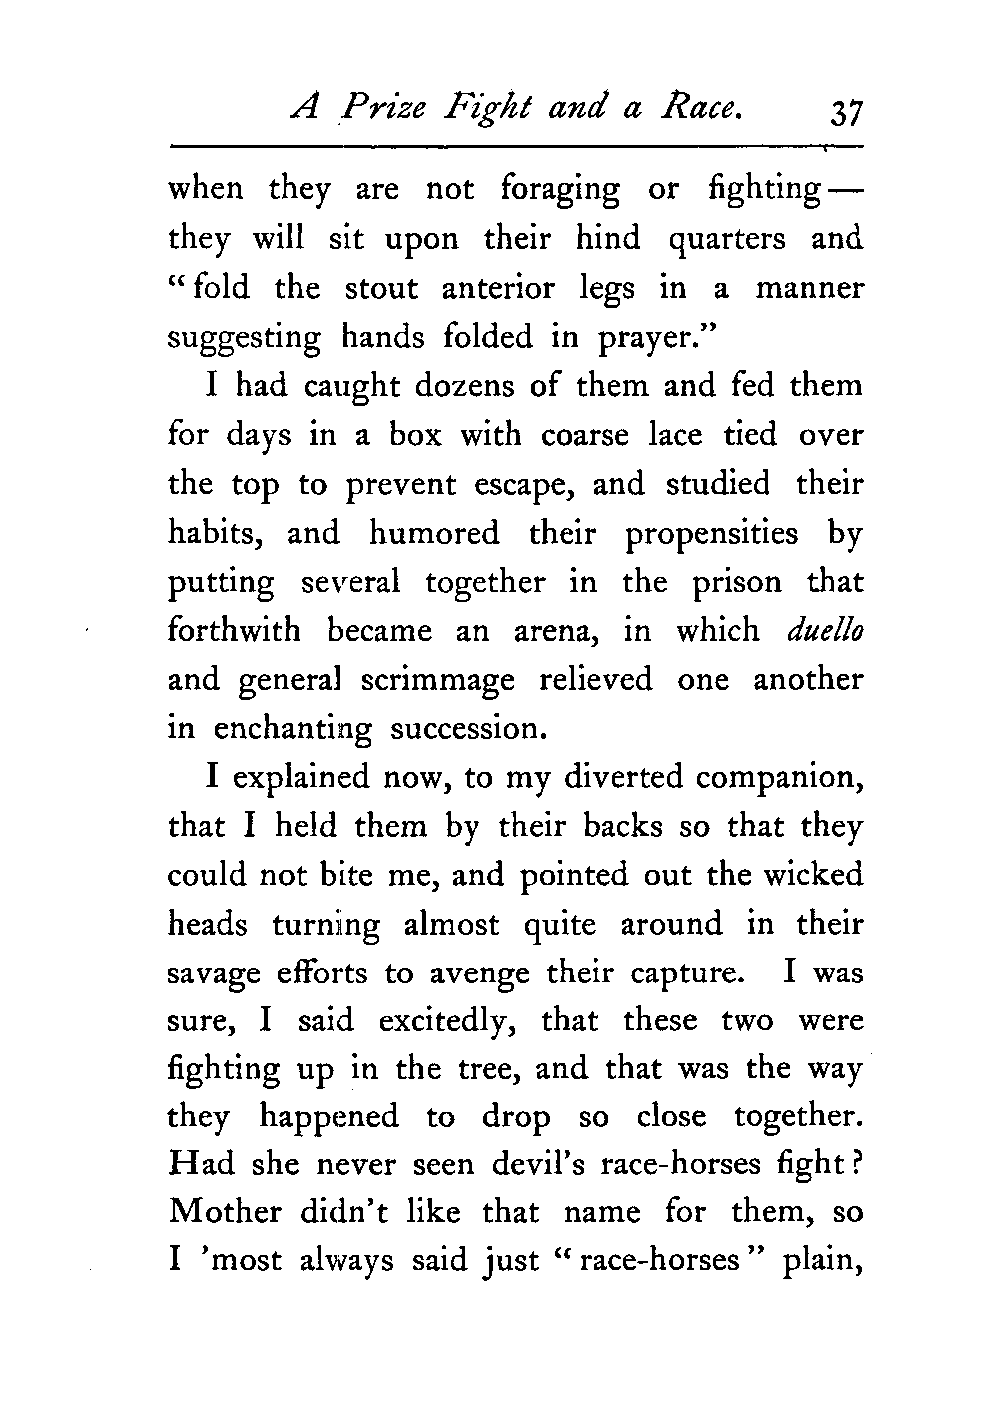 A Prize Fight and a Race. 37
when they are not foraging or fighting—
they will sit upon their hind quarters and
“fold the stout anterior legs in a manner
suggesting hands folded in prayer.”
I had caught dozens of them and fed them
for days in a box with coarse lace tied over
the top to prevent escape, and studied their
habits, and humored their propensities by
putting several together in the prison that
forthwith became an arena, in which duello
and general scrimmage relieved one another
in enchanting succession.
I explained now, to my diverted companion,
that I held them by their backs so that they
could not bite me, and pointed out the wicked
heads turning almost quite around in their
savage efforts to avenge their capture. I was
sure, I said excitedly, that these two were
fighting up in the tree, and that was the way
they happened to drop so close together.
Had she never seen devil’s race-horses fight?
Mother didn’t like that name for them, so
I ’most always said just “race-horses” plain,